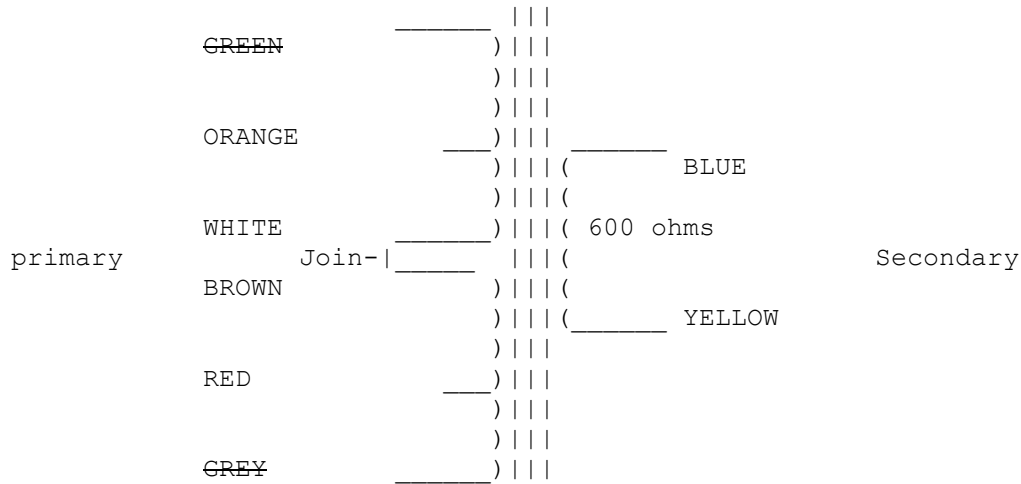 GREEN
ORANGE
BLUE
WHITE 600 ohms
primary Join- Secondary
BROWN
YELLOW
RED
GREY